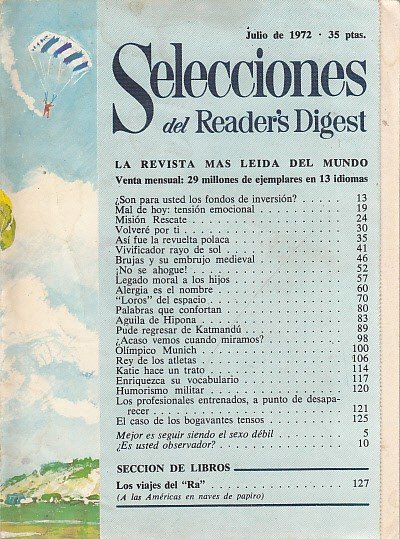 Julio de 1972 · 35 ptas.
Selecciones
del Reader's Digest
LA REVISTA MAS LEIDA DEL MUNDO
Venta mensual: 29 millones de ejemplares en 13 idiomas
¿Son para usted los fondos de inversión? . . . . . 13
Mal de hoy: tensión emocional . . . . . 19
Misión Rescate . . . . . 24
Volveré por ti . . . . . 30
Así fue la revuelta polaca . . . . . 35
Vivificador rayo de sol . . . . . 41
Brujas y su embrujo medieval . . . . . 46
¡No se ahogue! . . . . . 52
Legado moral a los hijos . . . . . 57
Alergia es el nombre . . . . . 60
"Loros" del espacio . . . . . 70
Palabras que confortan . . . . . 80
Aguila de Hipona . . . . . 83
Pude regresar de Katmandú . . . . . 89
¿Acaso vemos cuando miramos? . . . . . 98
Olímpico Munich . . . . . 100
Rey de los atletas . . . . . 106
Katie hace un trato . . . . . 114
Enriquezca su vocabulario . . . . . 117
Humorismo militar . . . . . 120
Los profesionales entrenados, a punto de desapa-
recer . . . . . 121
El caso de los bogavantes tensos . . . . . 125
Mejor es seguir siendo el sexo débil . . . . . 5
¿Es usted observador? . . . . . 10
SECCION DE LIBROS
Los viajes del "Ra" . . . . . 127
(A las Américas en naves de papiro)